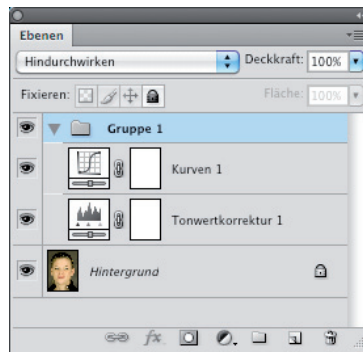 Ebenen
Hindurchwirken Deckkraft: 100%
Fixieren: Fläche: 100%
Gruppe 1
Kurven 1
Tonwertkorrektur 1
Hintergrund
fx.